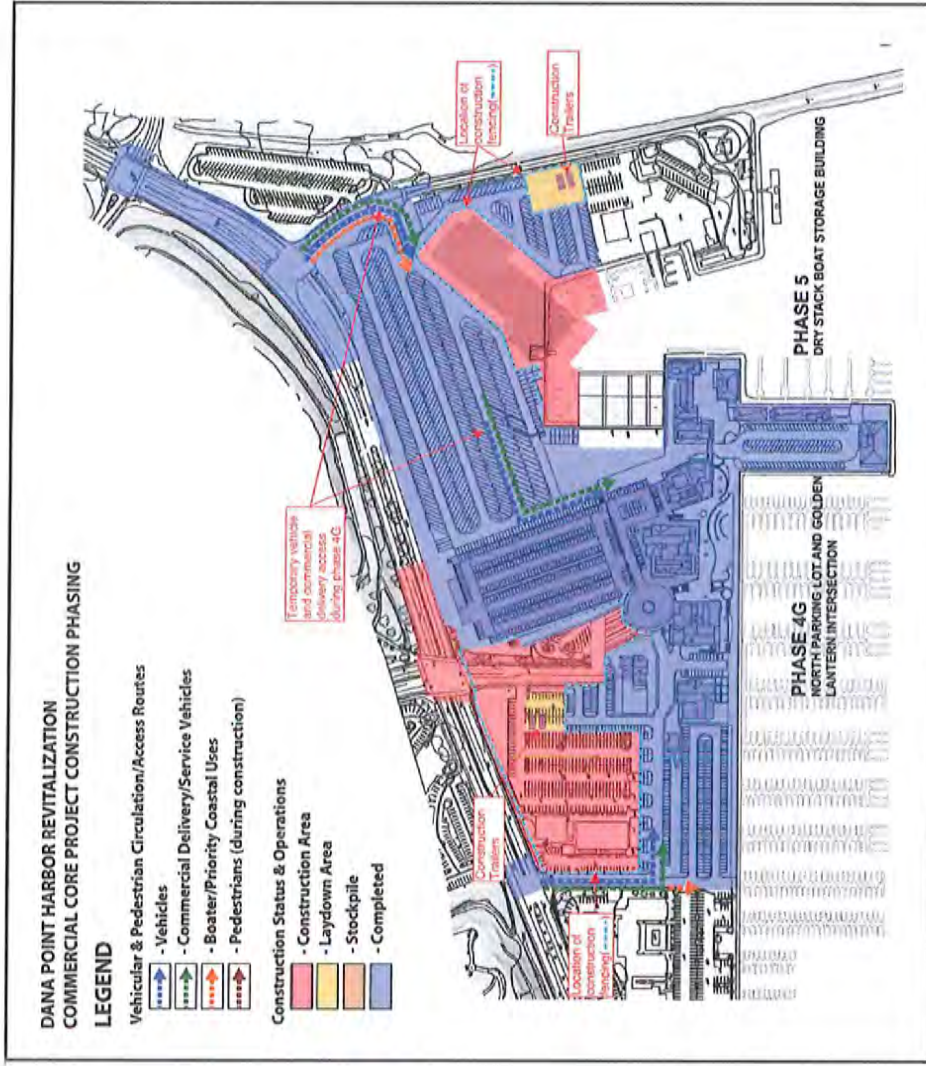 DANA POINT HARBOR REVITALIZATION
COMMERCIAL CORE PROJECT CONSTRUCTION PHASING
LEGEND
Vehicular & Pedestrian Circulation/Access Routes
- Vehicles
- Commercial Delivery/Service Vehicles
- Boater/Priority Coastal Uses
- Pedestrians (during construction)
Construction Status & Operations
- Construction Area
- Laydown Area
- Stockpile
- Completed
Temporary vehicle
and commercial
delivery access
during phase 4G
Location of
construction
fencing(----)
Construction
Trailers
Construction
Trailers
Location of
construction
fencing(----)
PHASE 4G
NORTH PARKING LOT AND GOLDEN
LANTERN INTERSECTION
PHASE 5
DRY STACK BOAT STORAGE BUILDING